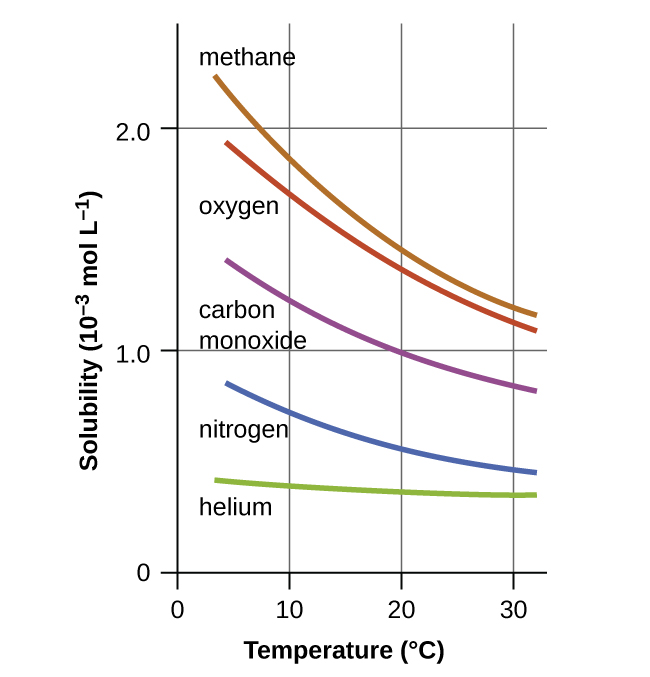 methane
2.0
oxygen
carbon
monoxide
1.0
nitrogen
helium
0
0 10 20 30
Temperature (°C)
Solubility (10⁻³ mol L⁻¹)